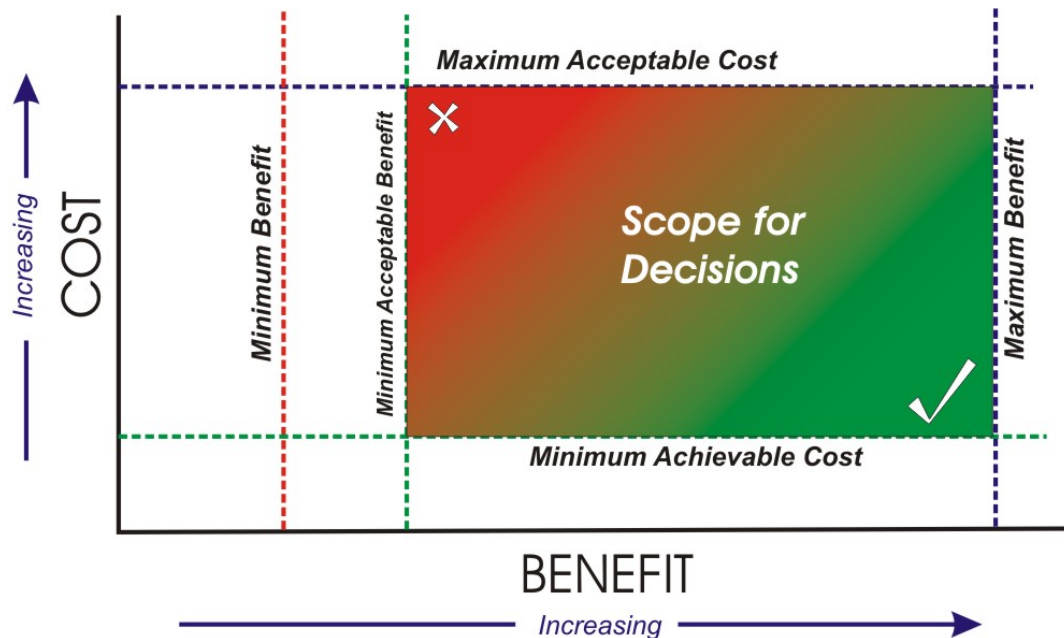 Maximum Acceptable Cost
Increasing
COST
Minimum Benefit
Minimum Acceptable Benefit
Scope for
Decisions
Maximum Benefit
Minimum Achievable Cost
BENEFIT
Increasing